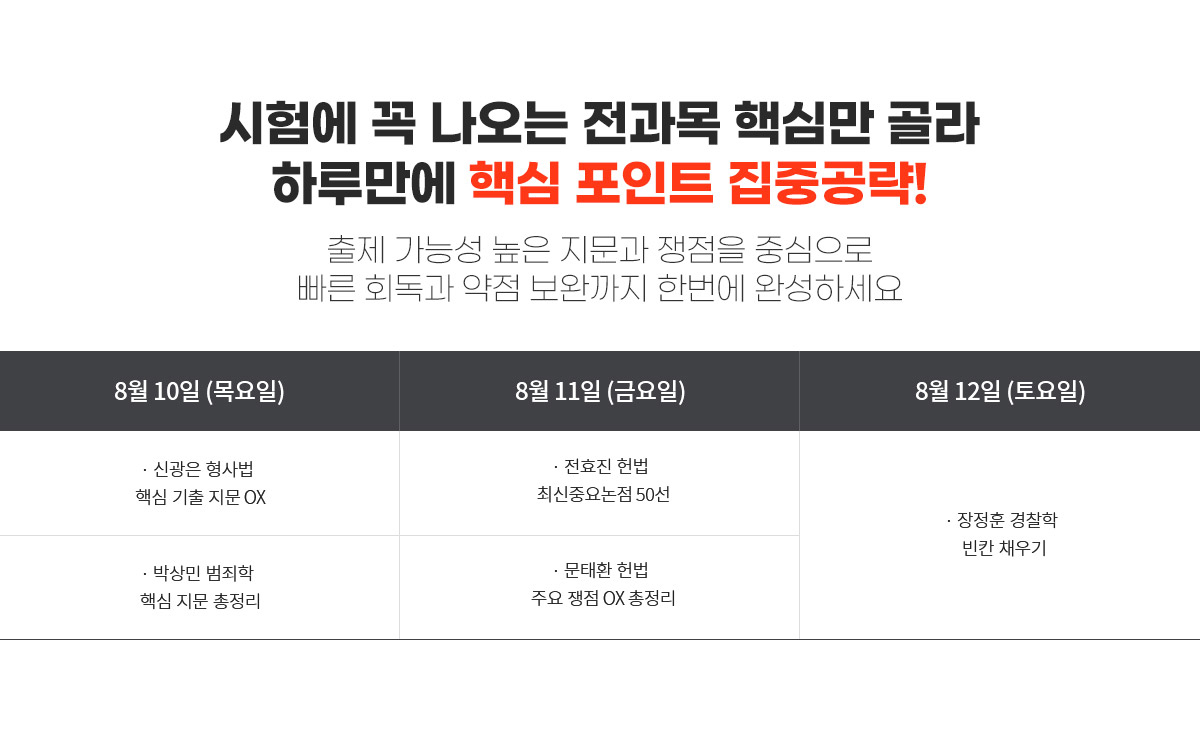 시험에 꼭 나오는 전과목 핵심만 골라
하루만에 핵심 포인트 집중공략!
출제 가능성 높은 지문과 쟁점을 중심으로
빠른 회독과 약점 보완까지 한번에 완성하세요
8월 10일 (목요일)
8월 11일 (금요일)
8월 12일 (토요일)
· 신광은 형사법
핵심 기출 지문 OX
· 전효진 헌법
최신중요논점 50선
· 장정훈 경찰학
빈칸 채우기
· 박상민 범죄학
핵심 지문 총정리
· 문태환 헌법
주요 쟁점 OX 총정리